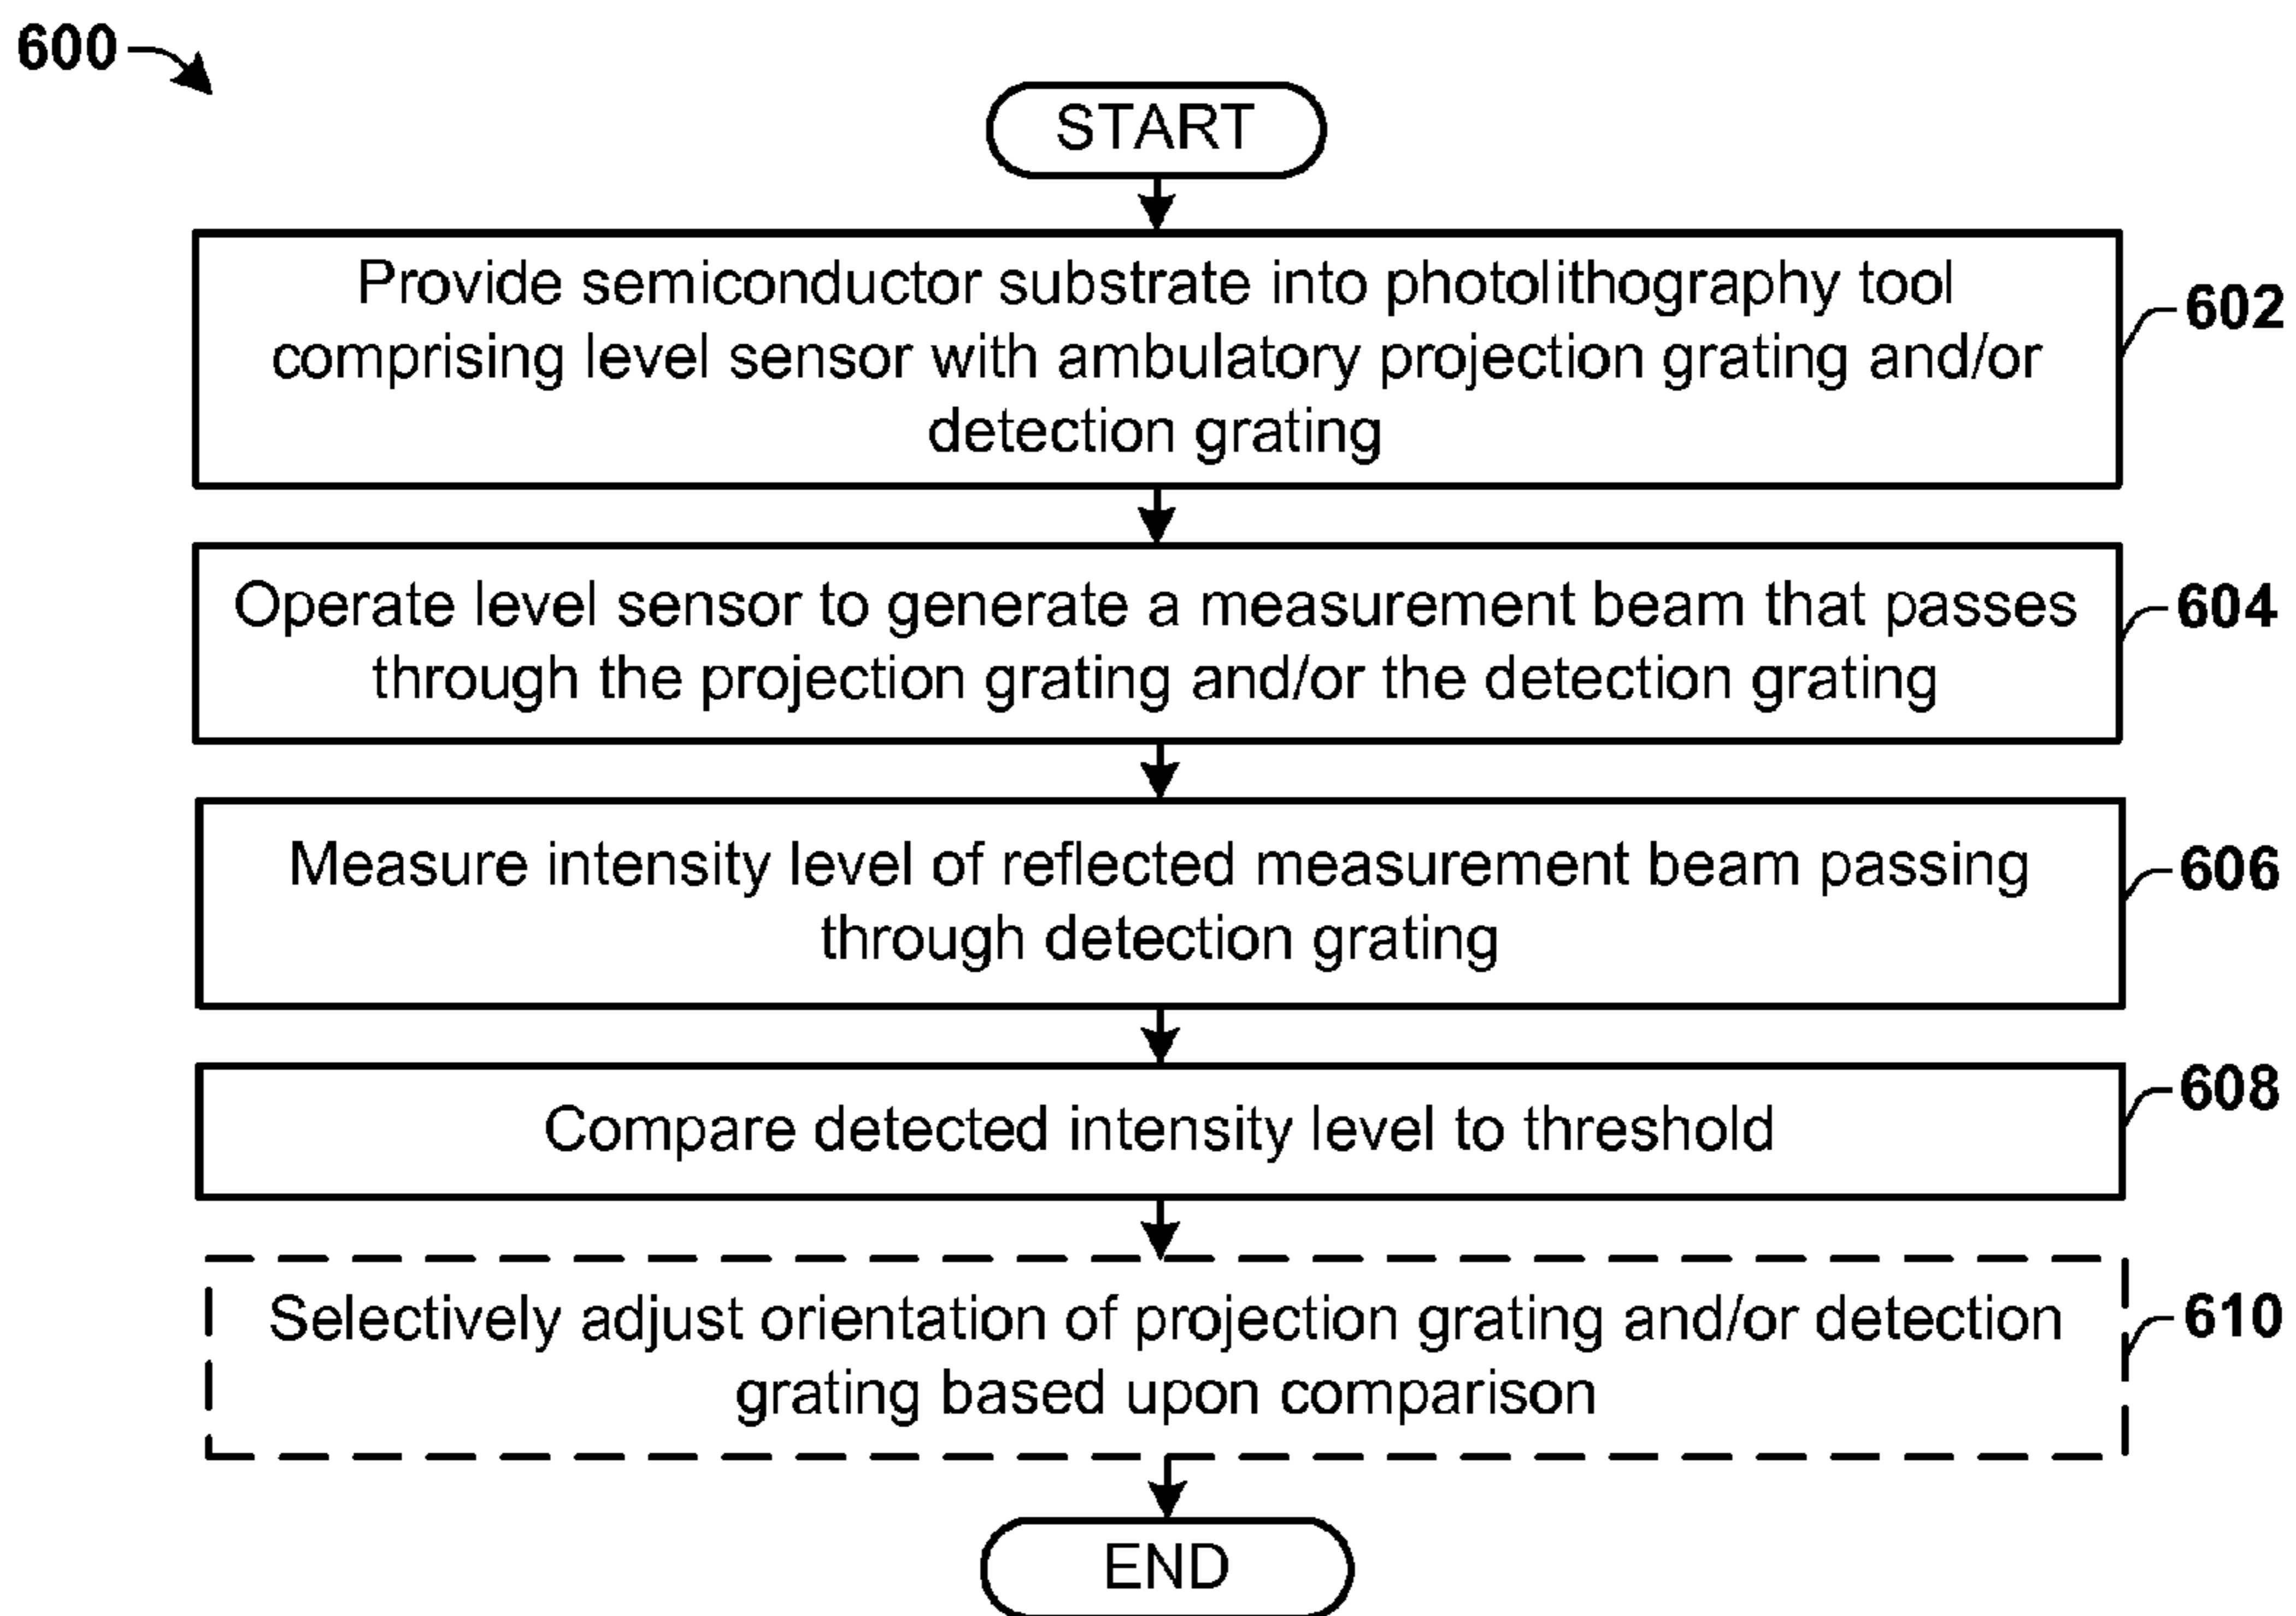 600
START
Provide semiconductor substrate into photolithography tool
comprising level sensor with ambulatory projection grating and/or
detection grating
602
Operate level sensor to generate a measurement beam that passes
through the projection grating and/or the detection grating
604
Measure intensity level of reflected measurement beam passing
through detection grating
606
Compare detected intensity level to threshold
608
Selectively adjust orientation of projection grating and/or detection
grating based upon comparison
610
END